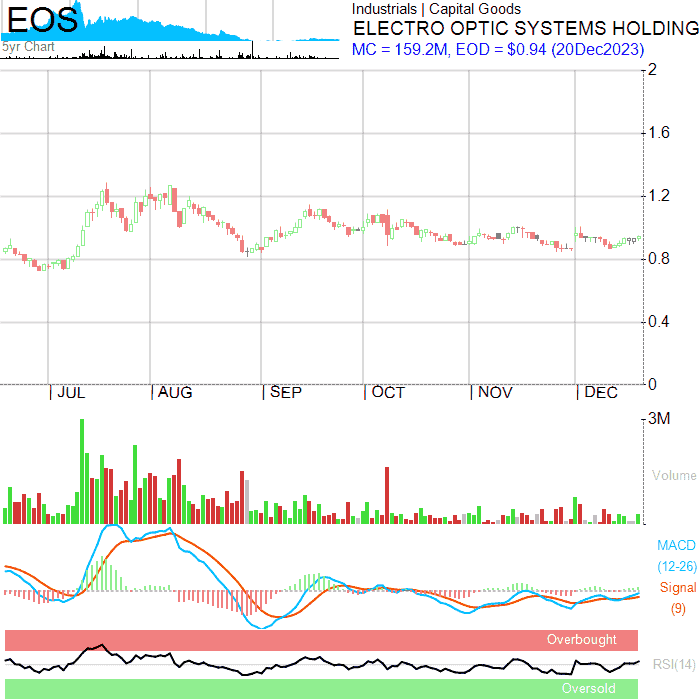 EOS
5yr Chart
Industrials | Capital Goods
ELECTRO OPTIC SYSTEMS HOLDING
MC = 159.2M, EOD = $0.94 (20Dec2023)
2
1.6
1.2
0.8
0.4
0
| JUL | AUG | SEP | OCT | NOV | DEC
3M
Volume
MACD
(12-26)
Signal
(9)
Overbought
RSI(14)
Oversold